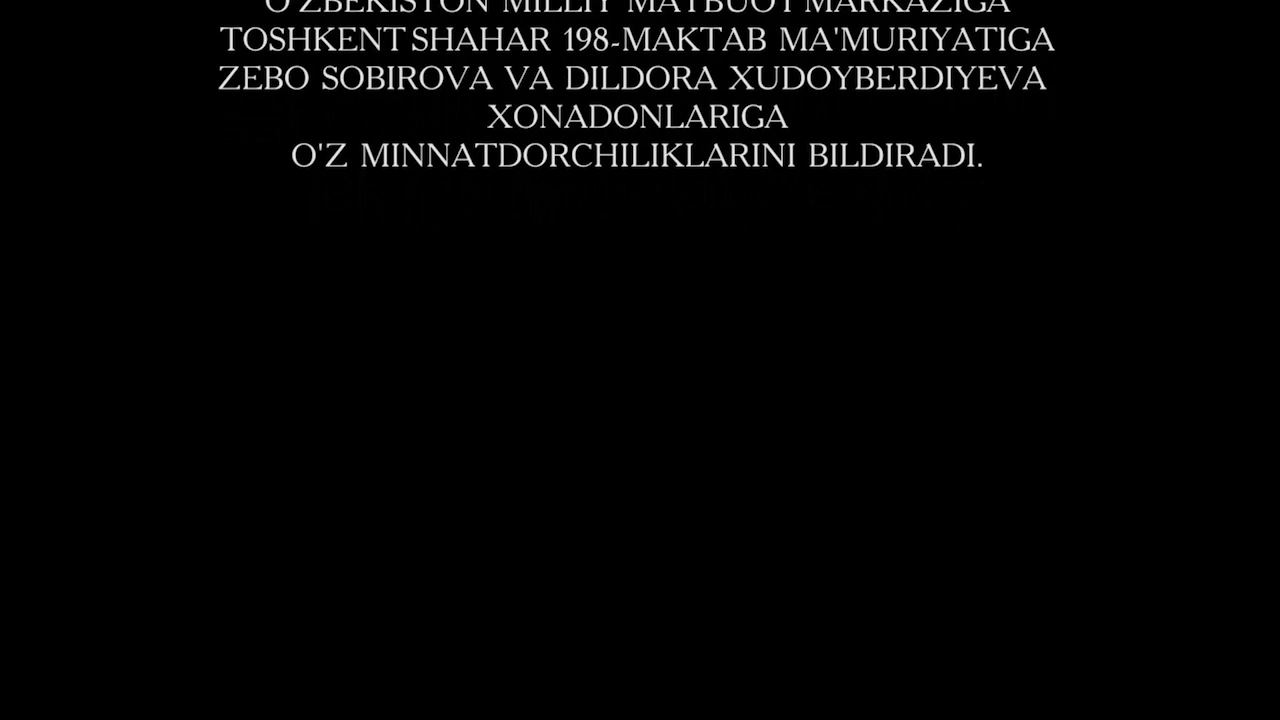 O'ZBEKISTON MILLIY MATBUOT MARKAZIGA
TOSHKENT SHAHAR 198-MAKTAB MA'MURIYATIGA
ZEBO SOBIROVA VA DILDORA XUDOYBERDIYEVA
XONADONLARIGA
O'Z MINNATDORCHILIKLARINI BILDIRADI.